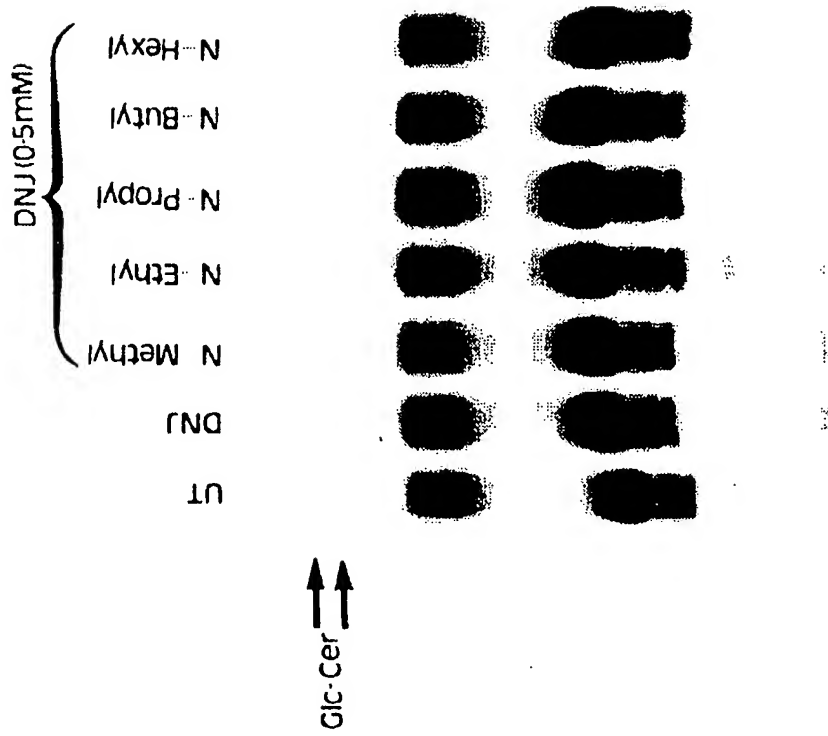 DNJ (0·5mM)
N-Hexyl
N-Butyl
N-Propyl
N-Ethyl
N Methyl
DNJ
UT
Glc-Cer